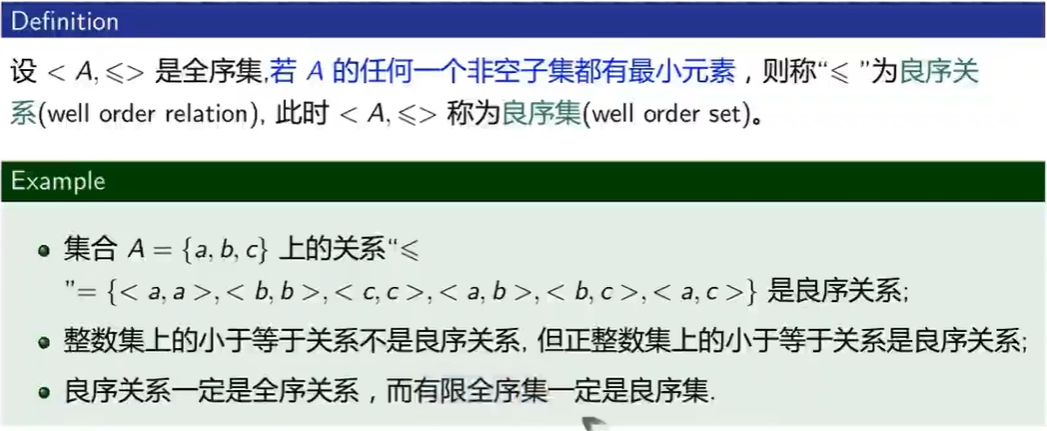 Definition
设 < A, ⩽> 是全序集,若 A 的任何一个非空子集都有最小元素，则称“⩽ ”为良序关
系(well order relation), 此时 < A, ⩽> 称为良序集(well order set)。
Example
集合 A = {a, b, c} 上的关系“⩽
”= {< a, a >, < b, b >, < c, c >, < a, b >, < b, c >, < a, c >} 是良序关系;
整数集上的小于等于关系不是良序关系, 但正整数集上的小于等于关系是良序关系;
良序关系一定是全序关系，而有限全序集一定是良序集.